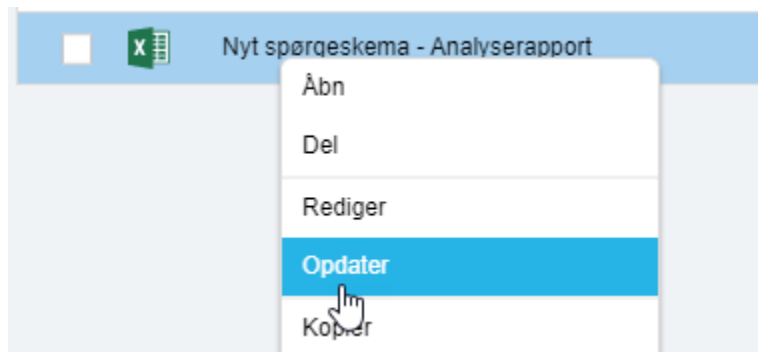 Nyt spørgeskema - Analyserapport
Åbn
Del
Rediger
Opdater
Kopier